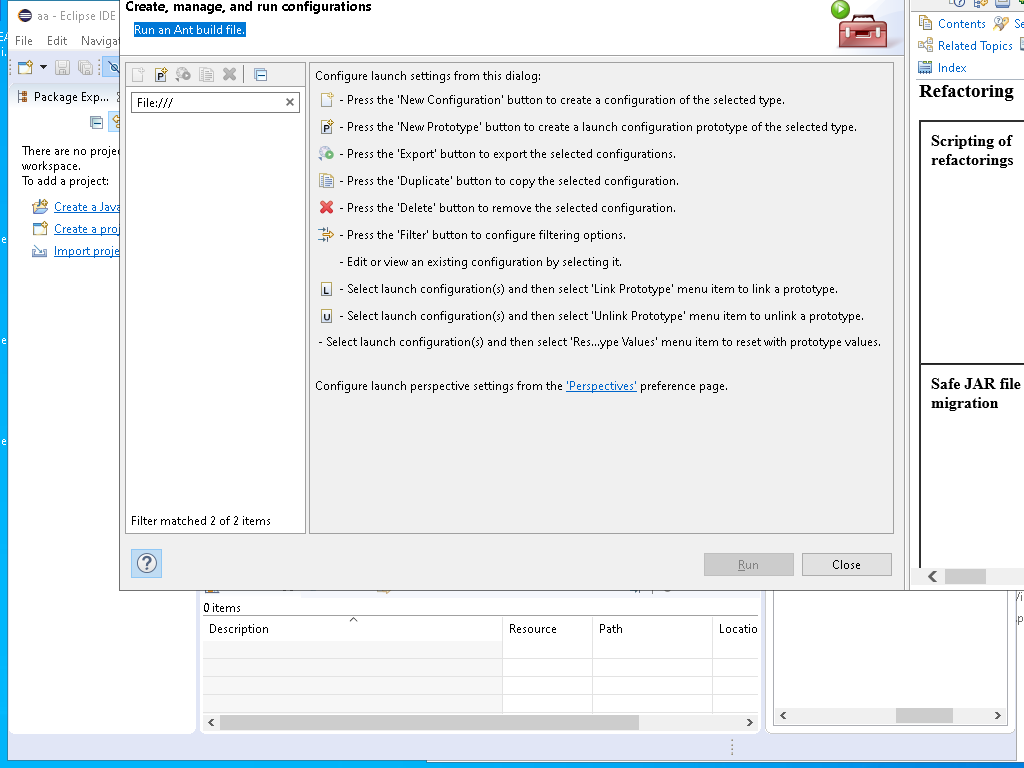 aa - Eclipse IDE
File Edit Navigat
Package Exp...
There are no proje
workspace.
To add a project:
Create a Java
Create a proj
Import proje
Create, manage, and run configurations
Run an Ant build file.
File:///
Filter matched 2 of 2 items
Configure launch settings from this dialog:
- Press the 'New Configuration' button to create a configuration of the selected type.
- Press the 'New Prototype' button to create a launch configuration prototype of the selected type.
- Press the 'Export' button to export the selected configurations.
- Press the 'Duplicate' button to copy the selected configuration.
- Press the 'Delete' button to remove the selected configuration.
- Press the 'Filter' button to configure filtering options.
- Edit or view an existing configuration by selecting it.
L - Select launch configuration(s) and then select 'Link Prototype' menu item to link a prototype.
U - Select launch configuration(s) and then select 'Unlink Prototype' menu item to unlink a prototype.
- Select launch configuration(s) and then select 'Res...ype Values' menu item to reset with prototype values.
Configure launch perspective settings from the 'Perspectives' preference page.
Run Close
Contents Se
Related Topics
Index
Refactoring
Scripting of
refactorings
Safe JAR file
migration
0 items
Description Resource Path Locatio